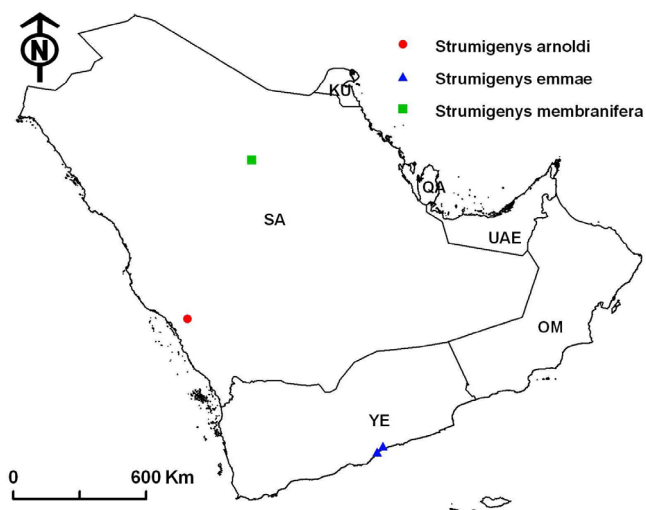 N
Strumigenys arnoldi
Strumigenys emmae
Strumigenys membranifera
KU
QA
SA
UAE
OM
YE
0 600 Km